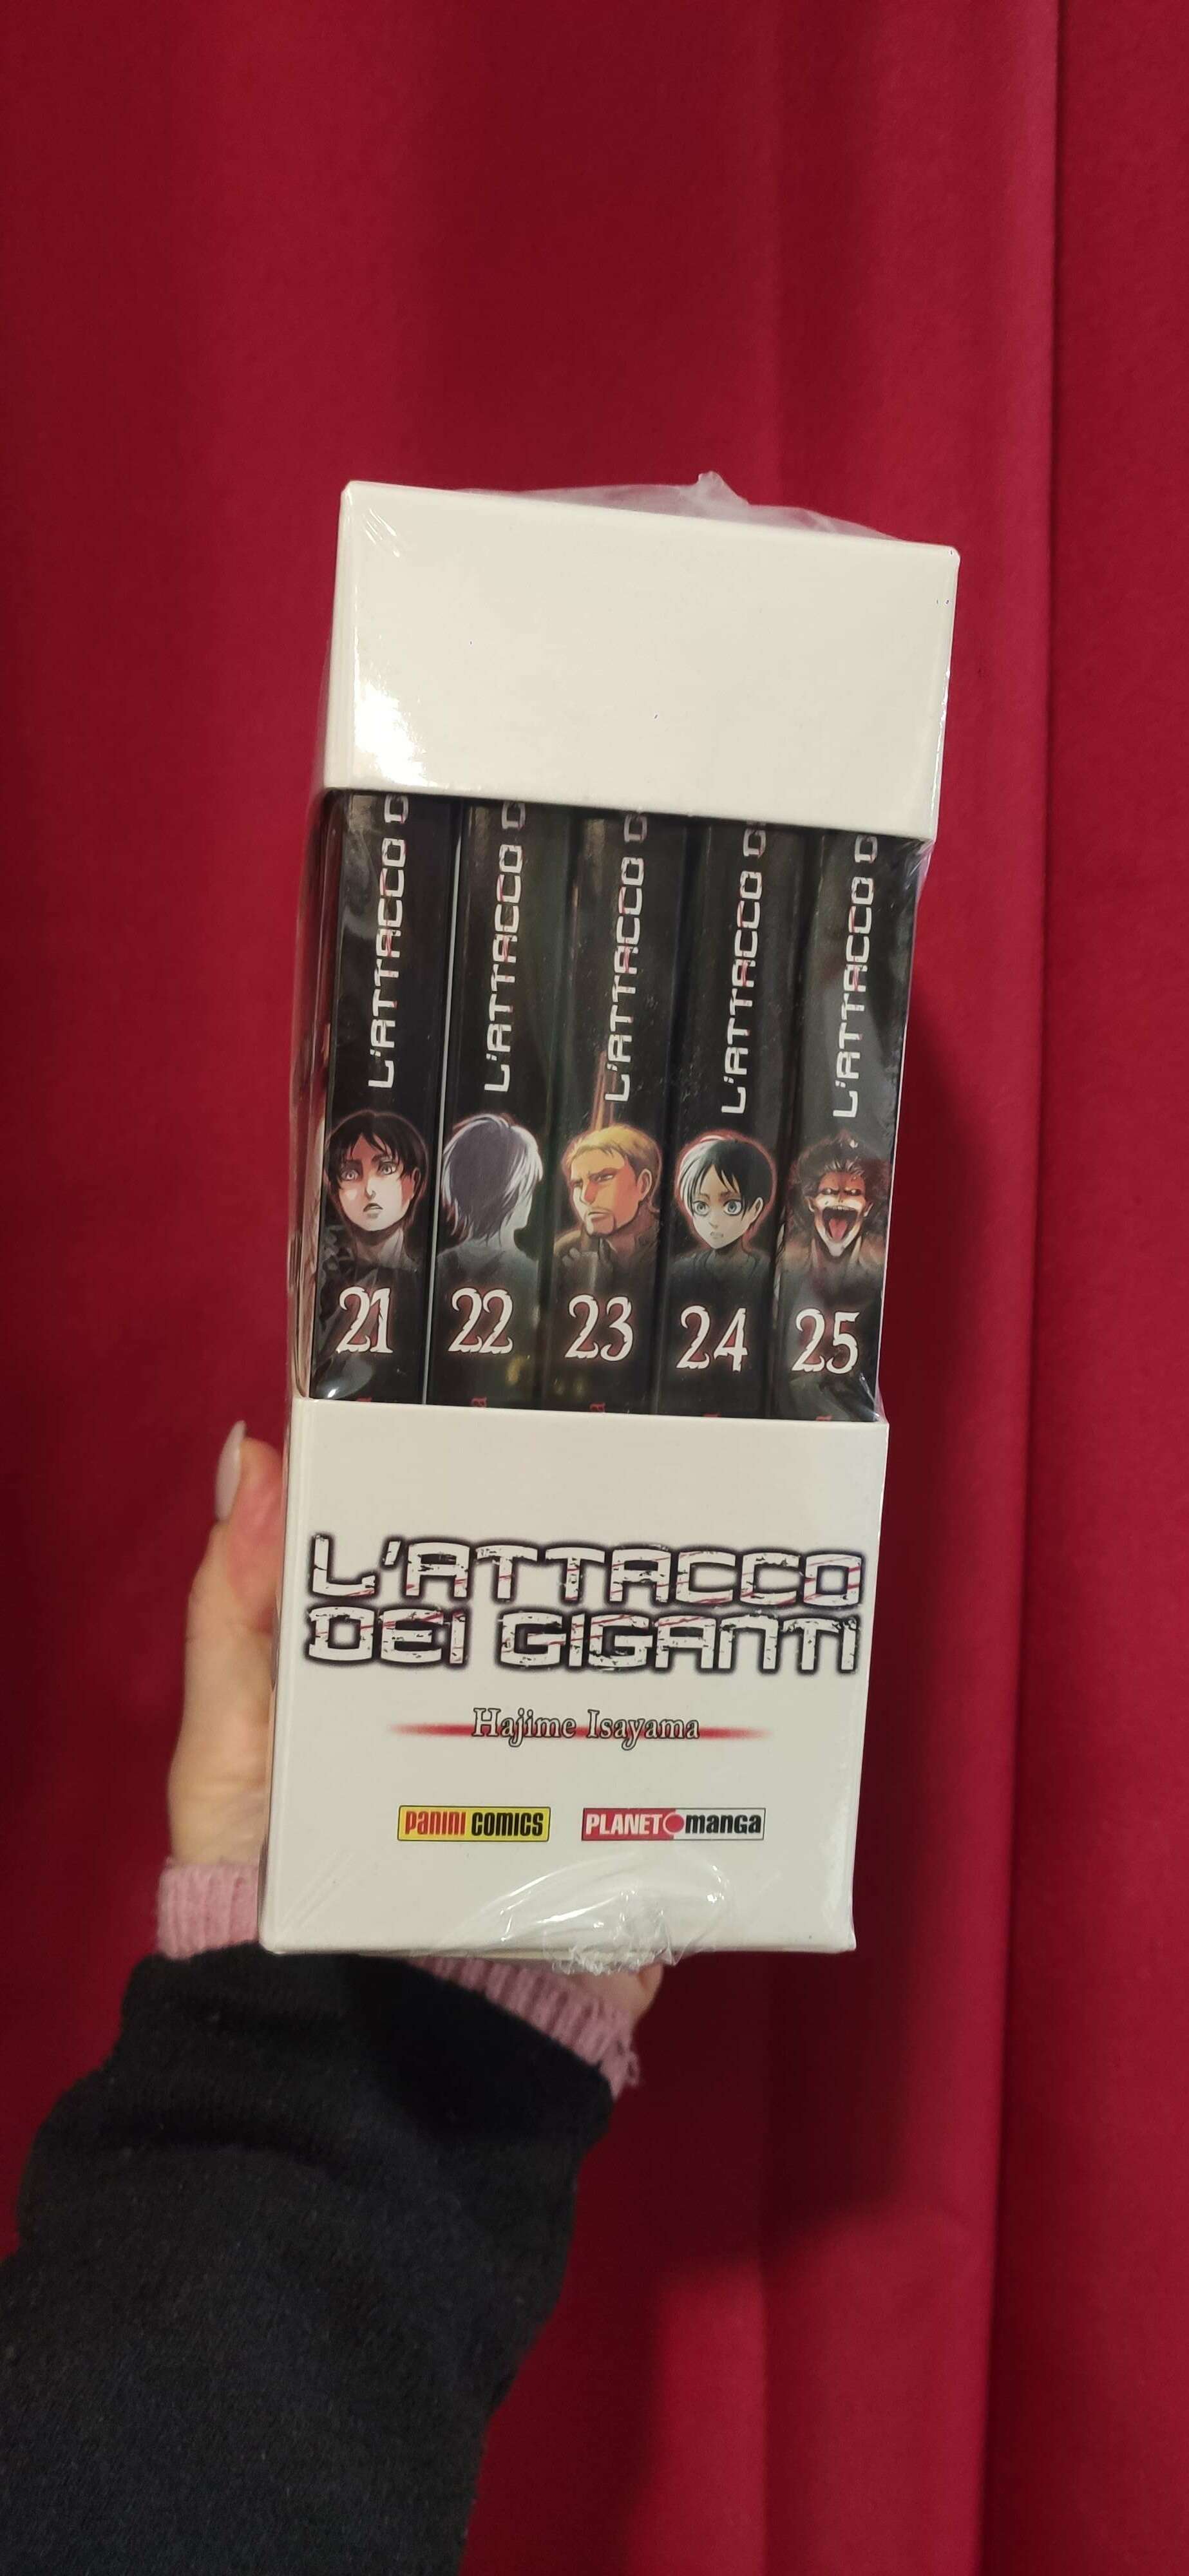 L'ATTACCO
L'ATTACCO
L'ATTACCO
L'ATTACCO
L'ATTACCO
21
22
23
24
25
L'ATTACCO
DEI GIGANTI
Hajime Isayama
PANINI COMICS
PLANET manga